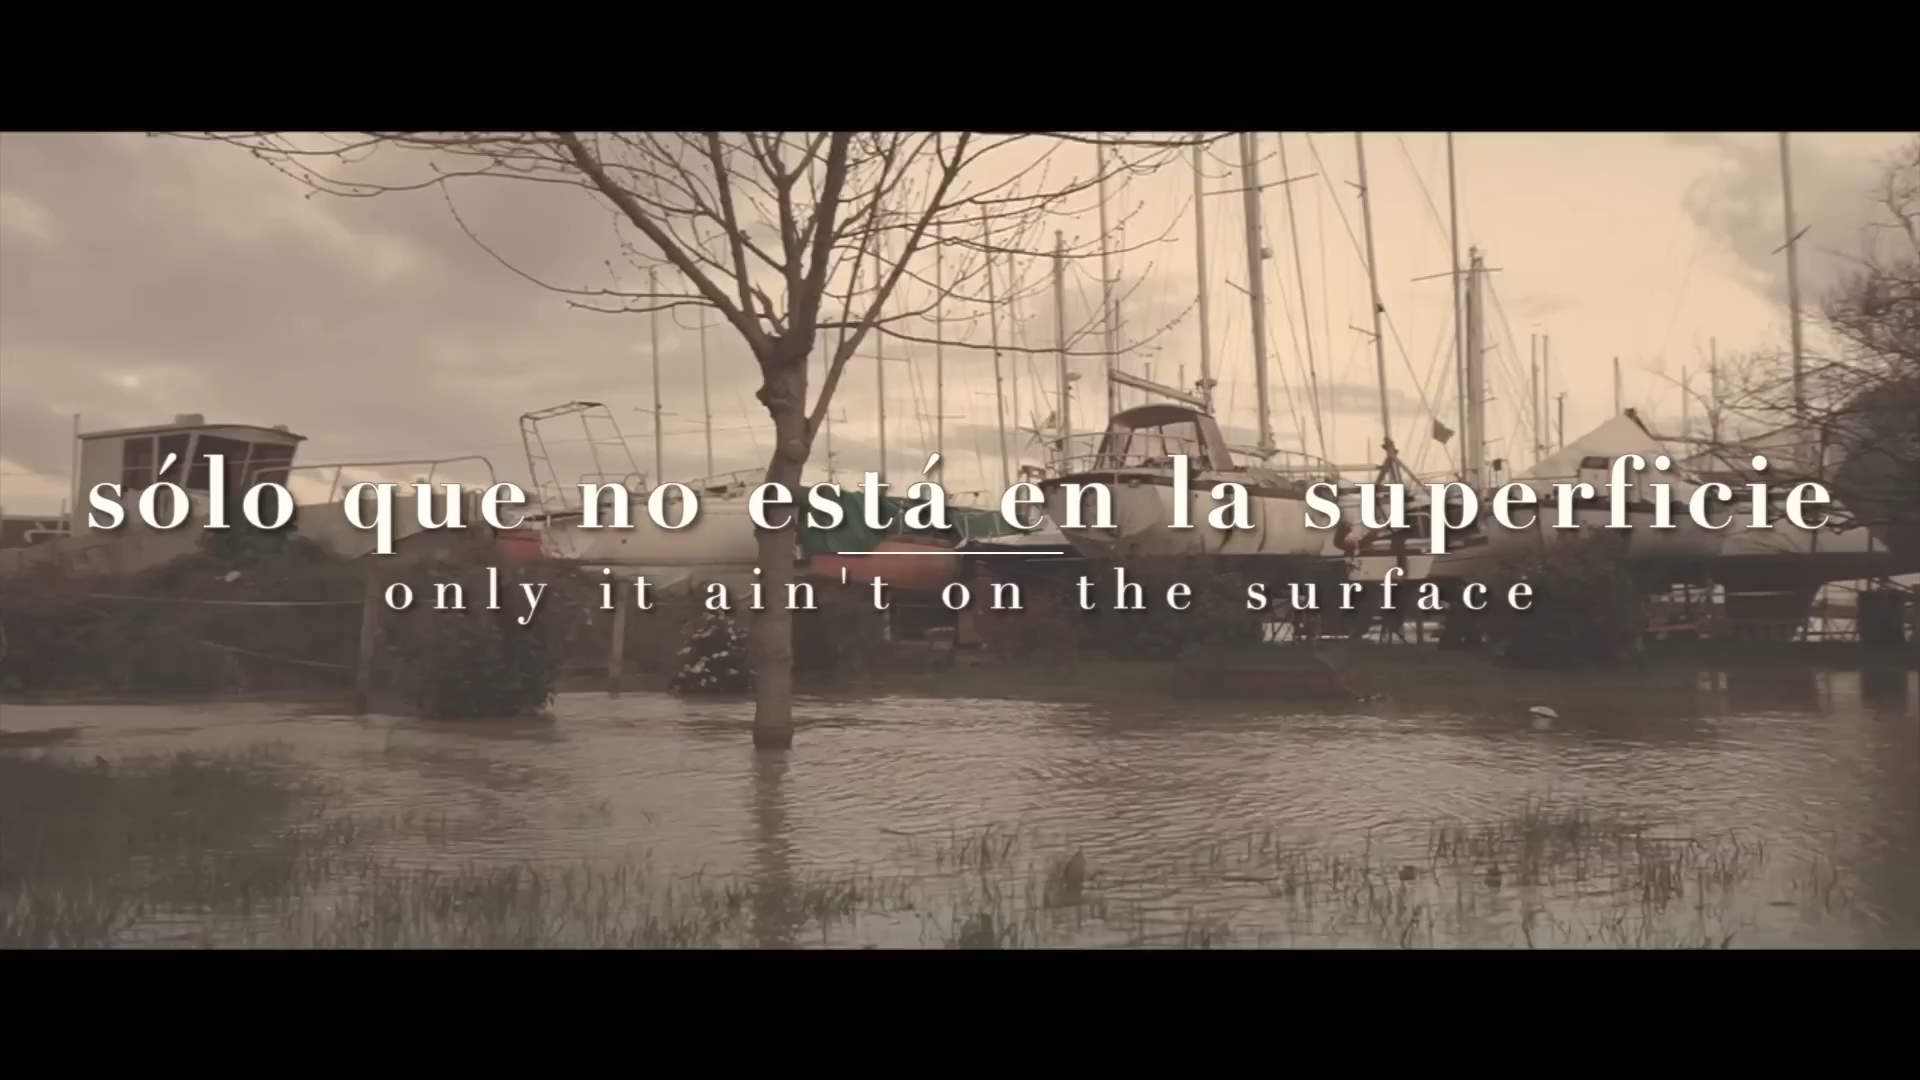 sólo que no está en la superficie
only it ain't on the surface